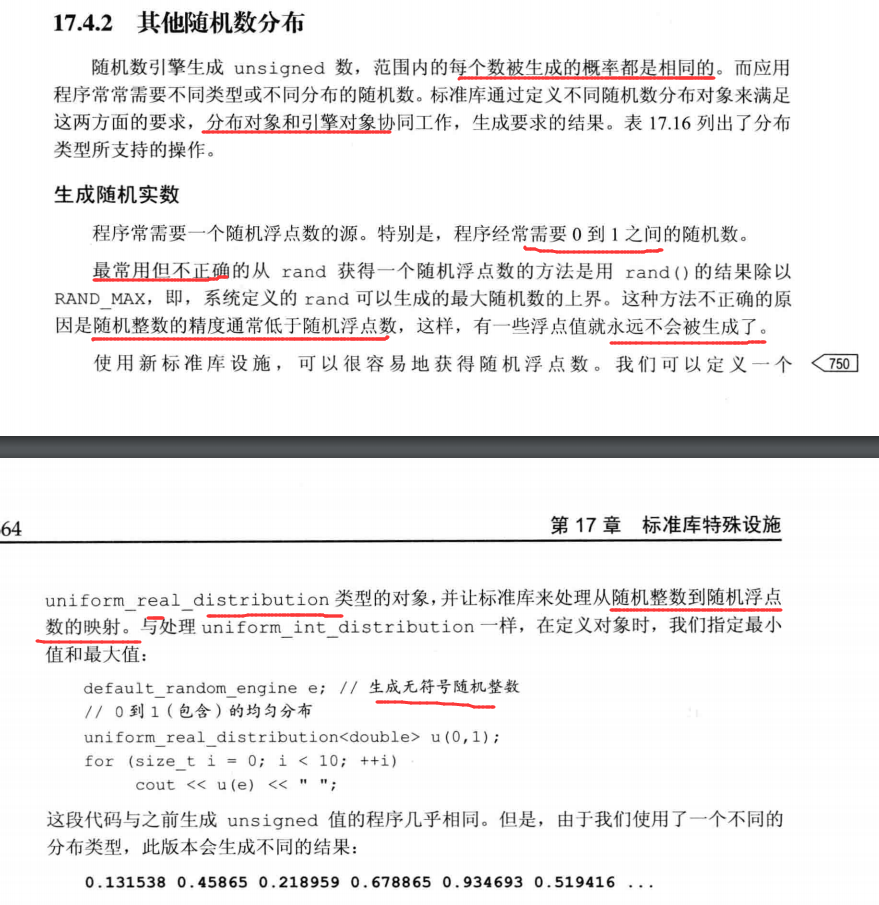 17.4.2 其他随机数分布
随机数引擎生成 unsigned 数，范围内的每个数被生成的概率都是相同的。而应用
程序常常需要不同类型或不同分布的随机数。标准库通过定义不同随机数分布对象来满足
这两方面的要求，分布对象和引擎对象协同工作，生成要求的结果。表 17.16 列出了分布
类型所支持的操作。
生成随机实数
程序常需要一个随机浮点数的源。特别是，程序经常需要 0 到 1 之间的随机数。
最常用但不正确的从 rand 获得一个随机浮点数的方法是用 rand()的结果除以
RAND_MAX，即，系统定义的 rand 可以生成的最大随机数的上界。这种方法不正确的原
因是随机整数的精度通常低于随机浮点数，这样，有一些浮点值就永远不会被生成了。
使用新标准库设施，可以很容易地获得随机浮点数。我们可以定义一个 750
64 第 17 章 标准库特殊设施
uniform_real_distribution 类型的对象，并让标准库来处理从随机整数到随机浮点
数的映射。与处理 uniform_int_distribution 一样，在定义对象时，我们指定最小
值和最大值：
default_random_engine e; // 生成无符号随机整数
// 0 到 1（包含）的均匀分布
uniform_real_distribution<double> u(0,1);
for (size_t i = 0; i < 10; ++i)
cout << u(e) << " ";
这段代码与之前生成 unsigned 值的程序几乎相同。但是，由于我们使用了一个不同的
分布类型，此版本会生成不同的结果：
0.131538 0.45865 0.218959 0.678865 0.934693 0.519416 ...